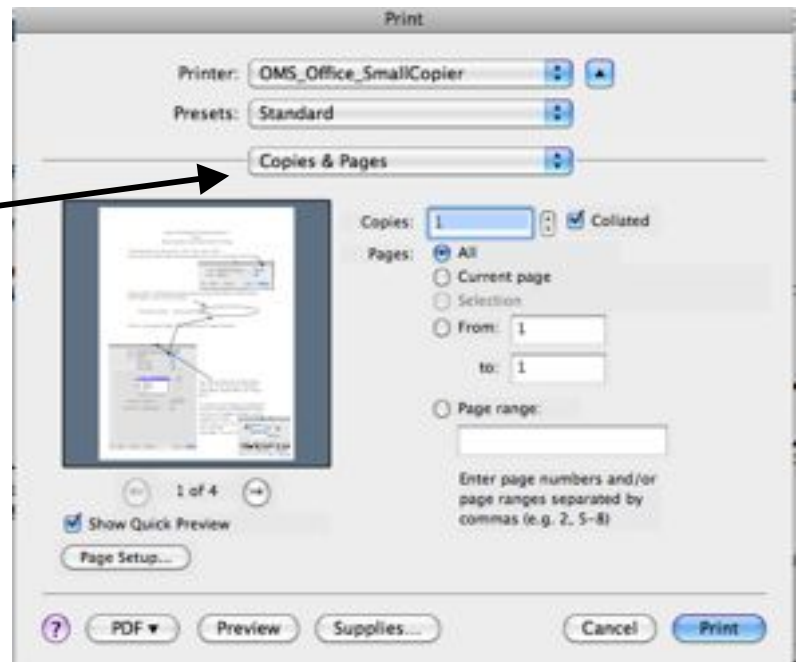 Print
Printer: OMS_Office_SmallCopier
Presets: Standard
Copies & Pages
Copies: 1 Collated
Pages: All
Current page
Selection
From: 1
to: 1
Page range:
Enter page numbers and/or
page ranges separated by
commas (e.g. 2, 5-8)
1 of 4
Show Quick Preview
Page Setup...
? PDF Preview Supplies... Cancel Print